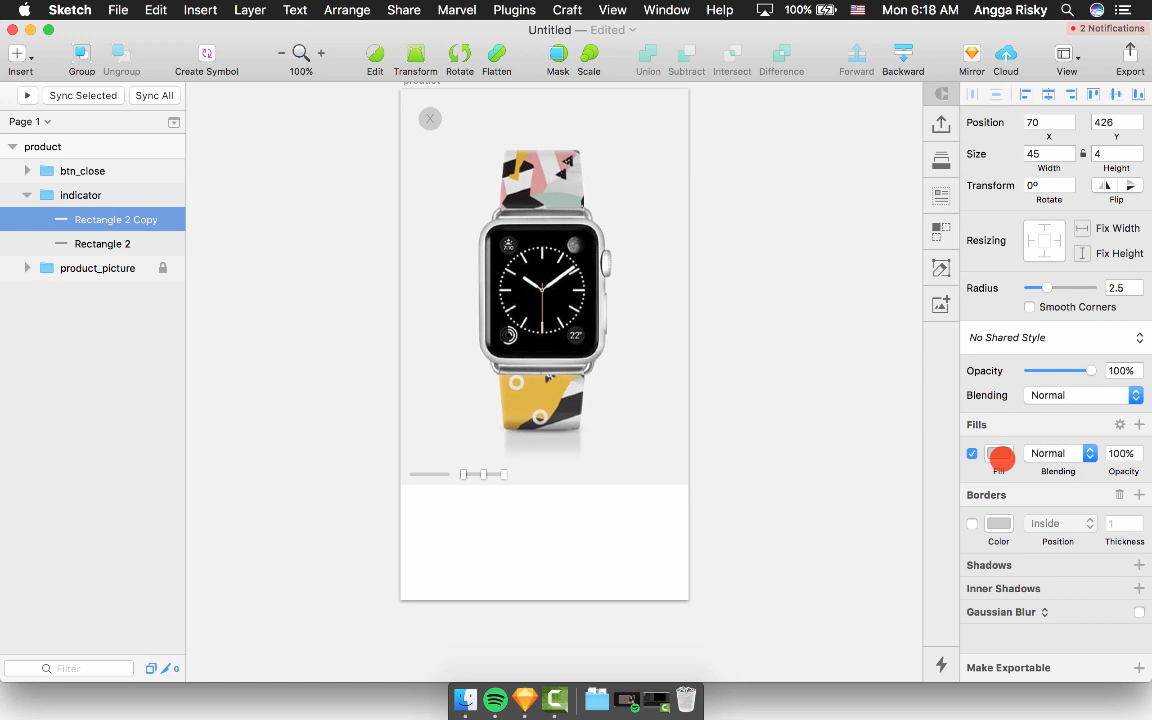 Sketch File Edit Insert Layer Text Arrange Share Marvel Plugins Craft View Window Help 100% Mon 6:18 AM Angga Risky
Untitled — Edited
2 Notifications
Insert Group Ungroup Create Symbol 100% Edit Transform Rotate Flatten Mask Scale Union Subtract Intersect Difference Forward Backward Mirror Cloud View Export
Sync Selected Sync All
Page 1
product
btn_close
indicator
Rectangle 2 Copy
Rectangle 2
product_picture
Filter
0
product
X
7:10
22°
Position 70 426
X Y
Size 45 4
Width Height
Transform 0º
Rotate Flip
Resizing
Fix Width
Fix Height
Radius 2.5
Smooth Corners
No Shared Style
Opacity 100%
Blending Normal
Fills
Normal 100%
Fill Blending Opacity
Borders
Inside 1
Color Position Thickness
Shadows
Inner Shadows
Gaussian Blur
Make Exportable